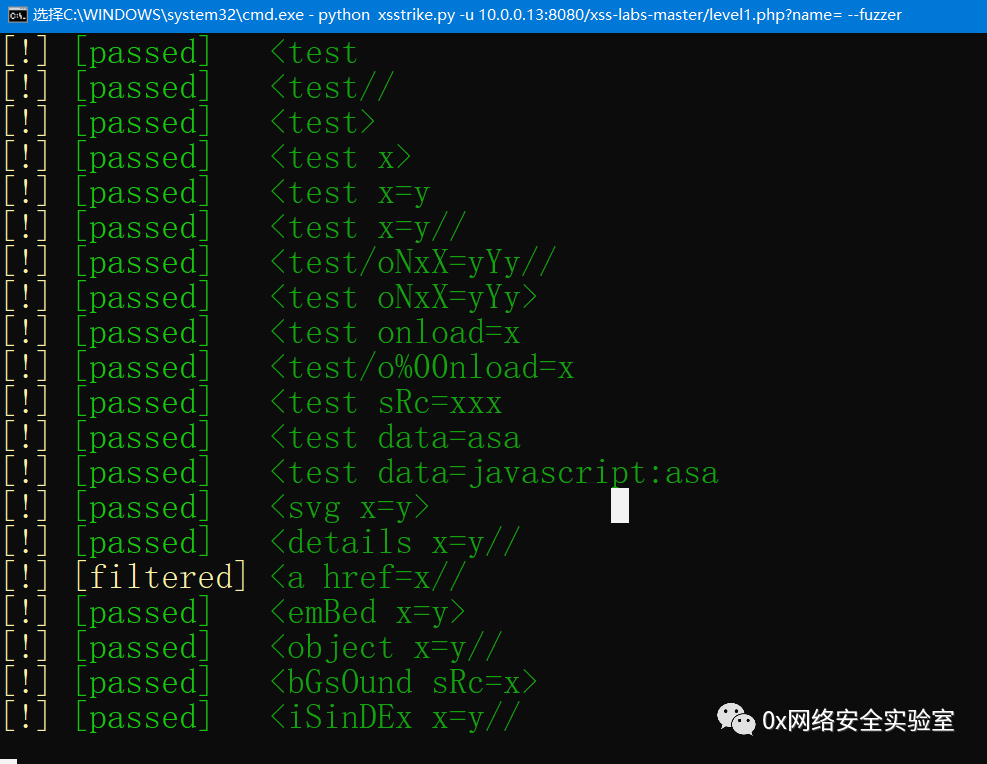 选择C:\WINDOWS\system32\cmd.exe - python  xsstrike.py -u 10.0.0.13:8080/xss-labs-master/level1.php?name= --fuzzer
[!] [passed]   <test
[!] [passed]   <test//
[!] [passed]   <test>
[!] [passed]   <test x>
[!] [passed]   <test x=y
[!] [passed]   <test x=y//
[!] [passed]   <test/oNxX=yYy//
[!] [passed]   <test oNxX=yYy>
[!] [passed]   <test onload=x
[!] [passed]   <test/o%00nload=x
[!] [passed]   <test sRc=xxx
[!] [passed]   <test data=asa
[!] [passed]   <test data=javascript:asa
[!] [passed]   <svg x=y>
[!] [passed]   <details x=y//
[!] [filtered] <a href=x//
[!] [passed]   <emBed x=y>
[!] [passed]   <object x=y//
[!] [passed]   <bGsOund sRc=x>
[!] [passed]   <iSinDEx x=y//
0x网络安全实验室